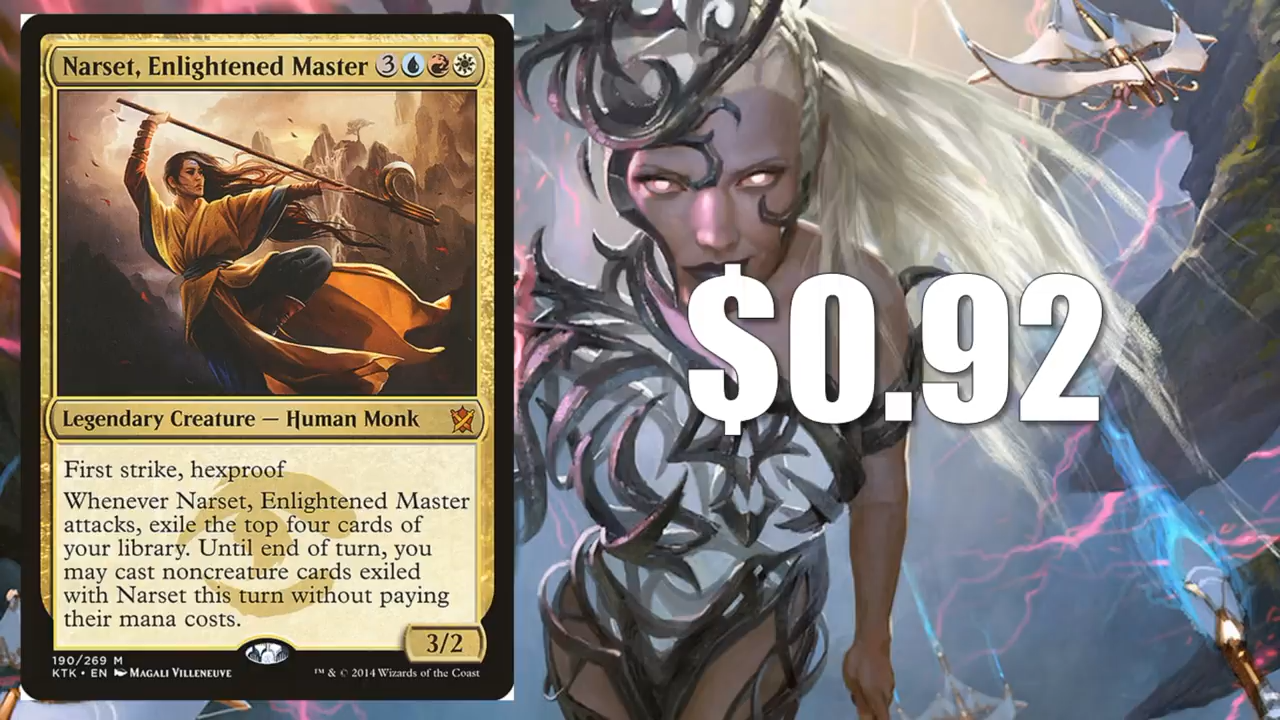 Narset, Enlightened Master 3
Legendary Creature — Human Monk
First strike, hexproof
Whenever Narset, Enlightened Master
attacks, exile the top four cards of
your library. Until end of turn, you
may cast noncreature cards exiled
with Narset this turn without paying
their mana costs.
3/2
190/269 M
KTK • EN MAGALI VILLENEUVE
™ & © 2014 Wizards of the Coast
$0.92